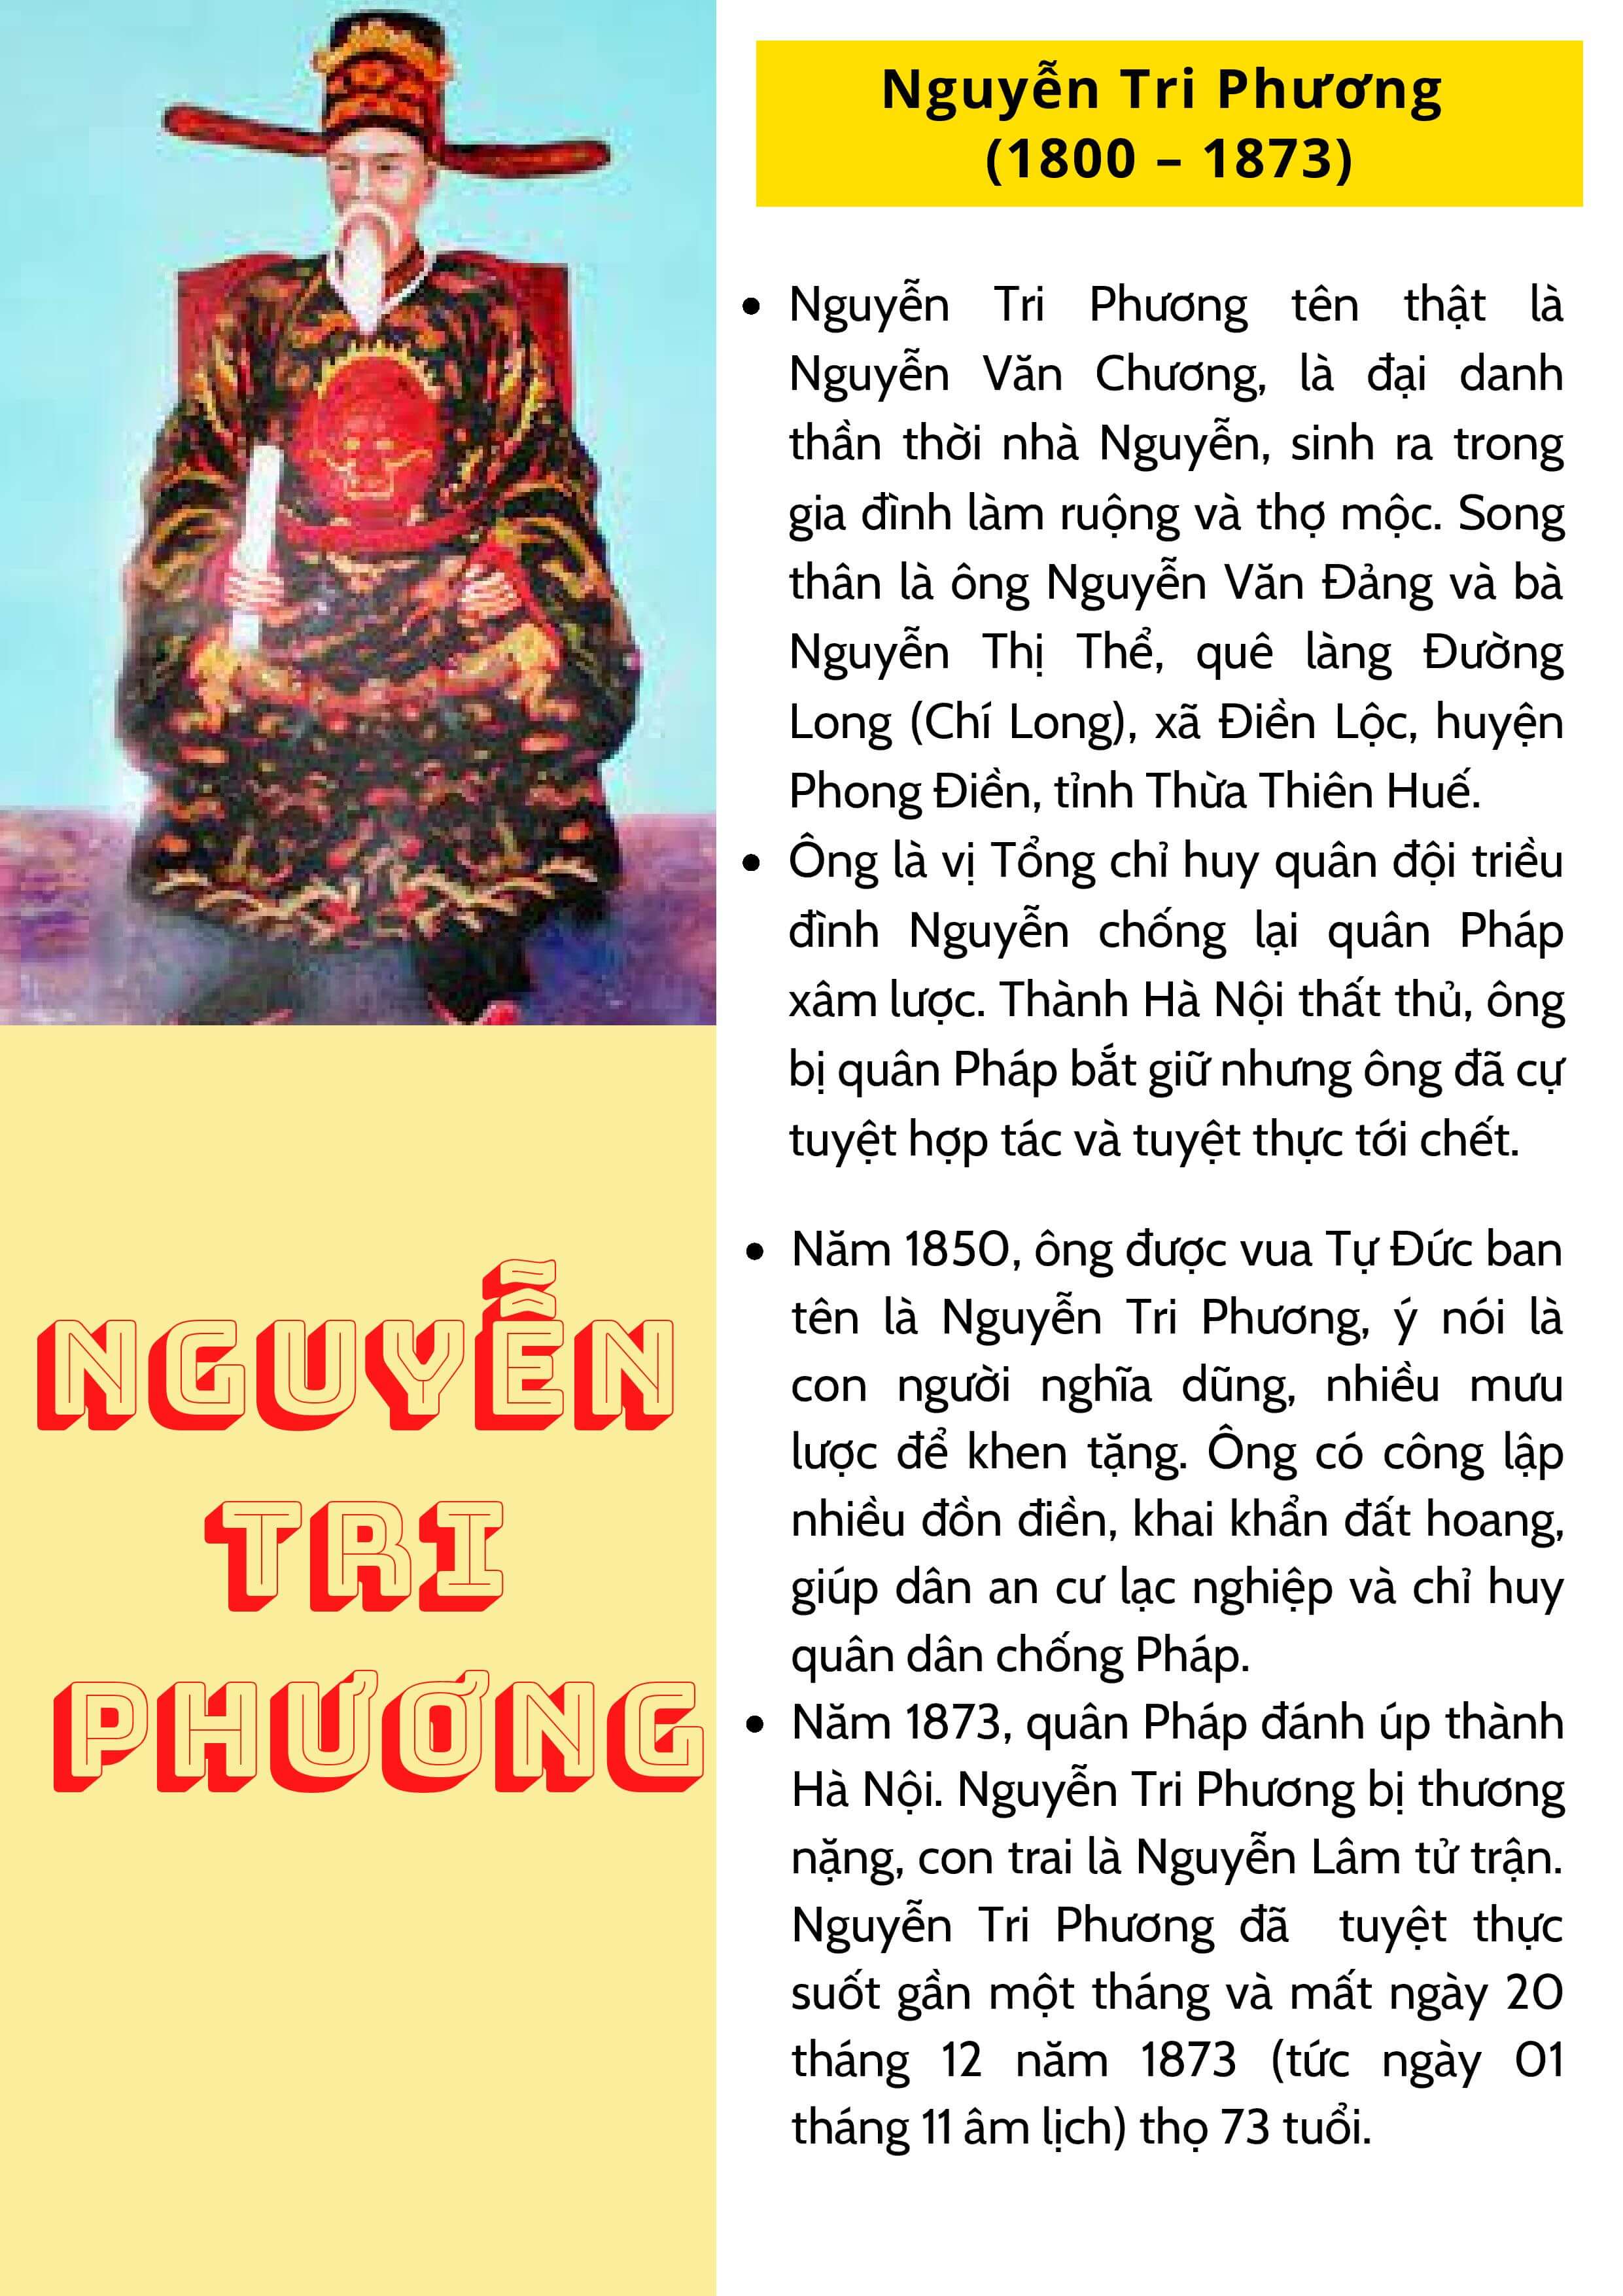 Nguyễn Tri Phương
(1800 – 1873)
• Nguyễn Tri Phương tên thật là
Nguyễn Văn Chương, là đại danh
thần thời nhà Nguyễn, sinh ra trong
gia đình làm ruộng và thợ mộc. Song
thân là ông Nguyễn Văn Đảng và bà
Nguyễn Thị Thể, quê làng Đường
Long (Chí Long), xã Điền Lộc, huyện
Phong Điền, tỉnh Thừa Thiên Huế.
• Ông là vị Tổng chỉ huy quân đội triều
đình Nguyễn chống lại quân Pháp
xâm lược. Thành Hà Nội thất thủ, ông
bị quân Pháp bắt giữ nhưng ông đã cự
tuyệt hợp tác và tuyệt thực tới chết.
• Năm 1850, ông được vua Tự Đức ban
tên là Nguyễn Tri Phương, ý nói là
con người nghĩa dũng, nhiều mưu
lược để khen tặng. Ông có công lập
nhiều đồn điền, khai khẩn đất hoang,
giúp dân an cư lạc nghiệp và chỉ huy
quân dân chống Pháp.
• Năm 1873, quân Pháp đánh úp thành
Hà Nội. Nguyễn Tri Phương bị thương
nặng, con trai là Nguyễn Lâm tử trận.
Nguyễn Tri Phương đã tuyệt thực
suốt gần một tháng và mất ngày 20
tháng 12 năm 1873 (tức ngày 01
tháng 11 âm lịch) thọ 73 tuổi.
NGUYỄN
TRI
PHƯƠNG